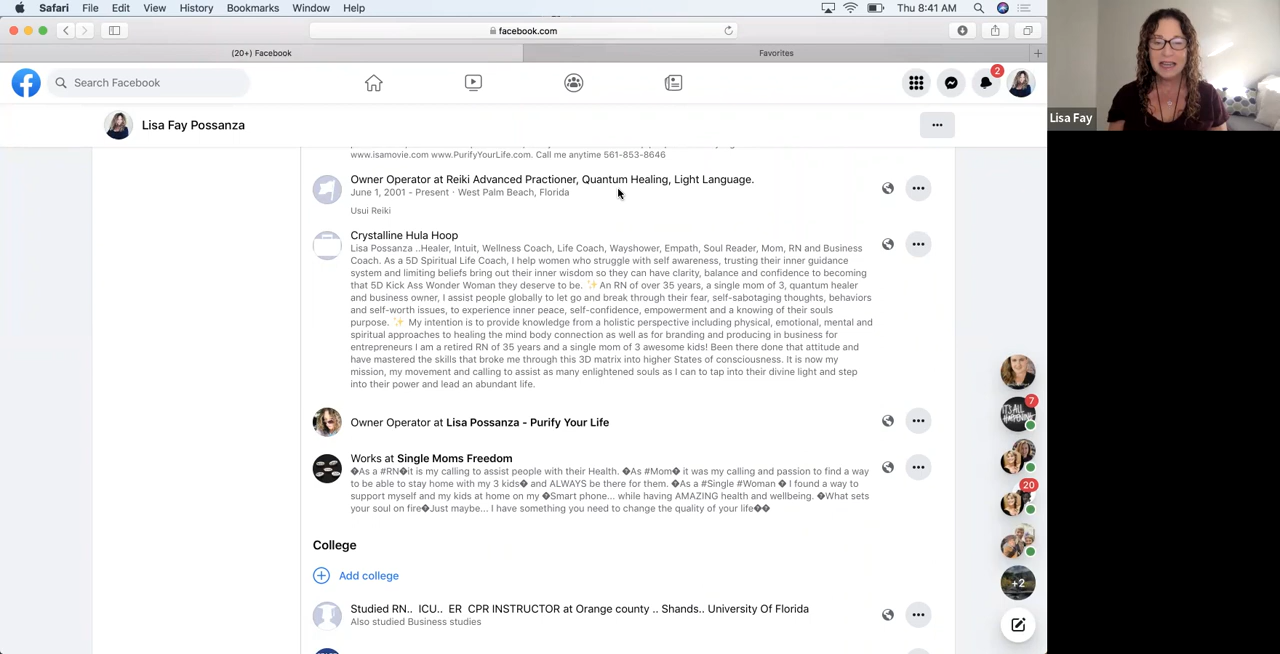 Safari File Edit View History Bookmarks Window Help Thu 8:41 AM
facebook.com
(20+) Facebook Favorites
Search Facebook
2
Lisa Fay Possanza
Lisa Fay
www.isamovie.com www.PurifyYourLife.com. Call me anytime 561-853-8646
Owner Operator at Reiki Advanced Practioner, Quantum Healing, Light Language.
June 1, 2001 - Present · West Palm Beach, Florida
Usui Reiki
Crystalline Hula Hoop
Lisa Possanza ..Healer, Intuit, Wellness Coach, Life Coach, Wayshower, Empath, Soul Reader, Mom, RN and Business
Coach. As a 5D Spiritual Life Coach, I help women who struggle with self awareness, trusting their inner guidance
system and limiting beliefs bring out their inner wisdom so they can have clarity, balance and confidence to becoming
that 5D Kick Ass Wonder Woman they deserve to be. ✨An RN of over 35 years, a single mom of 3, quantum healer
and business owner, I assist people globally to let go and break through their fear, self-sabotaging thoughts, behaviors
and self-worth issues, to experience inner peace, self-confidence, empowerment and a knowing of their souls
purpose. ✨ My intention is to provide knowledge from a holistic perspective including physical, emotional, mental and
spiritual approaches to healing the mind body connection as well as for branding and producing in business for
entrepreneurs I am a retired RN of 35 years and a single mom of 3 awesome kids! Been there done that attitude and
have mastered the skills that broke me through this 3D matrix into higher States of consciousness. It is now my
mission, my movement and calling to assist as many enlightened souls as I can to tap into their divine light and step
into their power and lead an abundant life.
Owner Operator at Lisa Possanza - Purify Your Life
Works at Single Moms Freedom
�As a #RN�it is my calling to assist people with their Health. �As #Mom� it was my calling and passion to find a way
to be able to stay home with my 3 kids� and ALWAYS be there for them. �As a #Single #Woman � I found a way to
support myself and my kids at home on my �Smart phone... while having AMAZING health and wellbeing. �What sets
your soul on fire�Just maybe... I have something you need to change the quality of your life��
7
20
+2
College
Add college
Studied RN.. ICU.. ER CPR INSTRUCTOR at Orange county .. Shands.. University Of Florida
Also studied Business studies